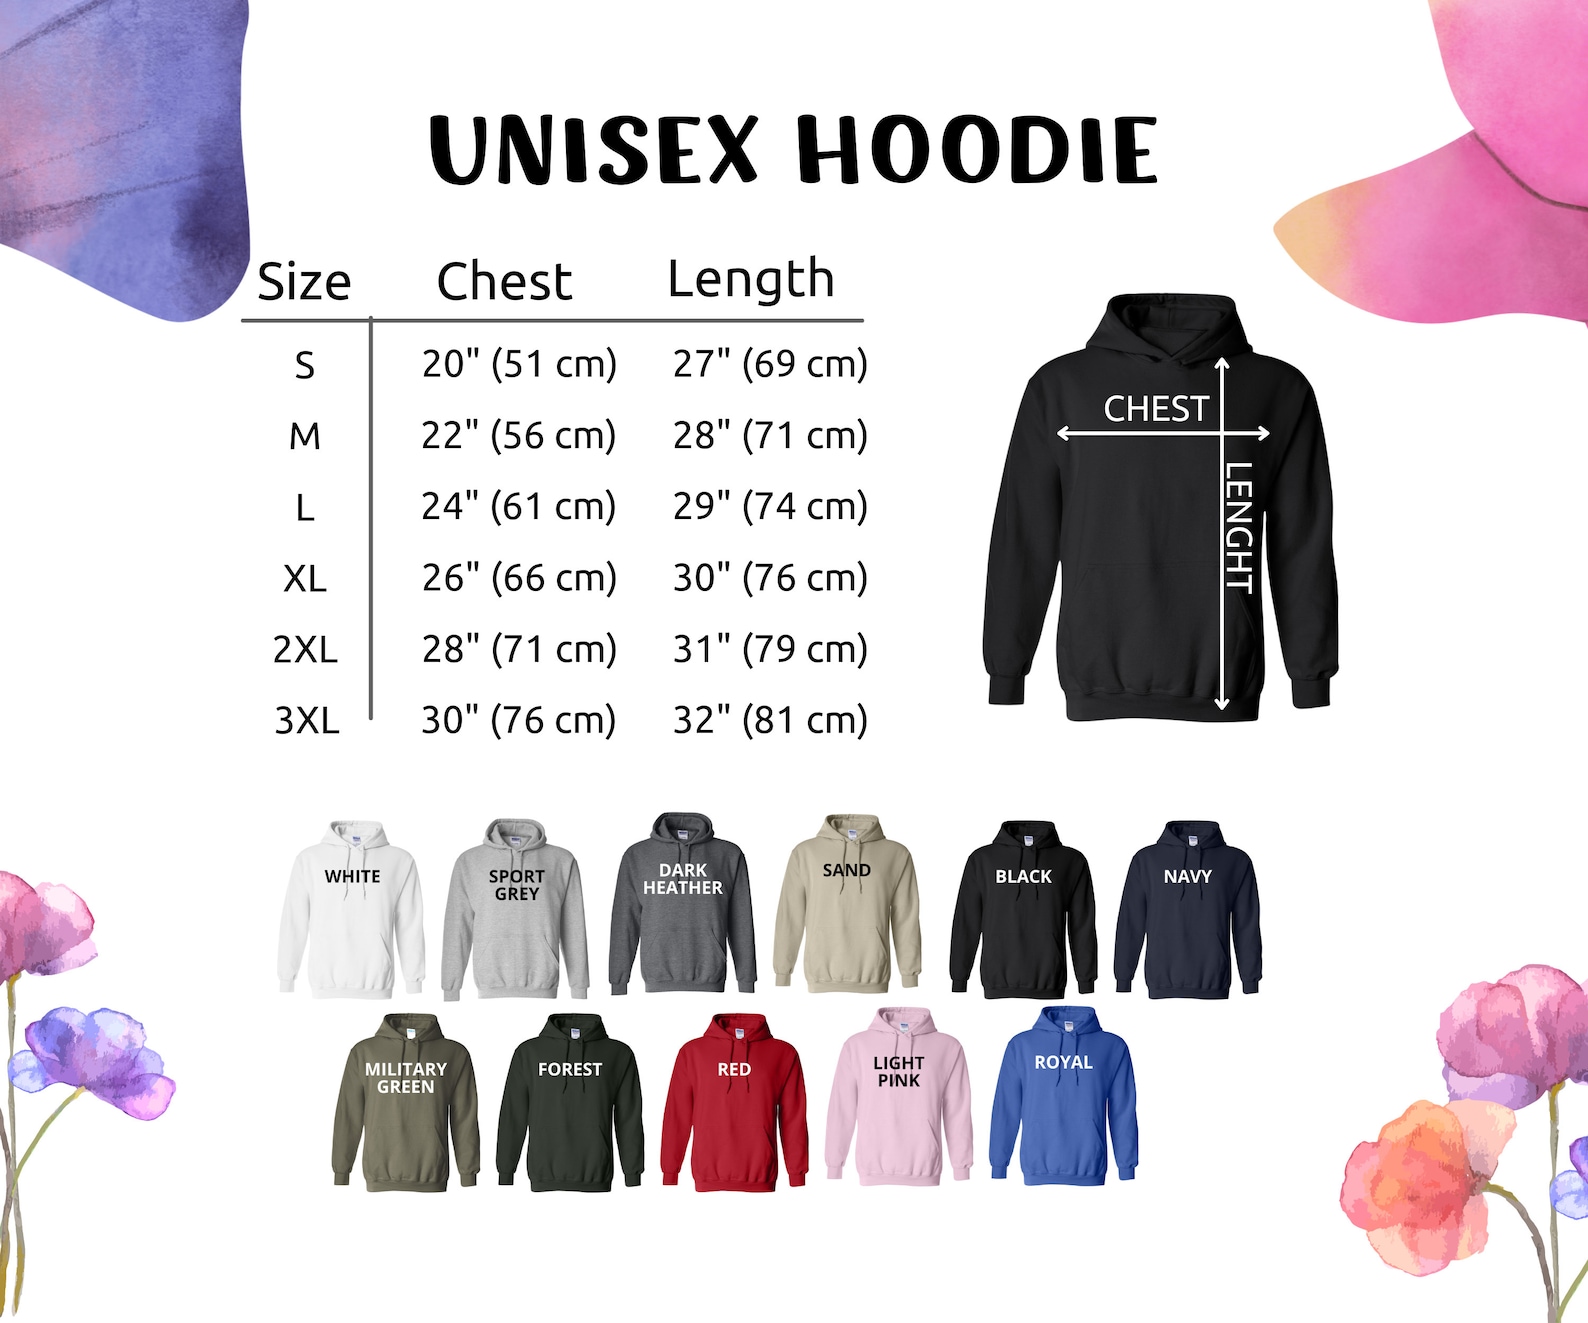 UNISEX HOODIE
Size Chest Length
S 20" (51 cm) 27" (69 cm)
M 22" (56 cm) 28" (71 cm)
L 24" (61 cm) 29" (74 cm)
XL 26" (66 cm) 30" (76 cm)
2XL 28" (71 cm) 31" (79 cm)
3XL 30" (76 cm) 32" (81 cm)
CHEST
LENGHT
WHITE
SPORT
GREY
DARK
HEATHER
SAND
BLACK
NAVY
MILITARY
GREEN
FOREST
RED
LIGHT
PINK
ROYAL